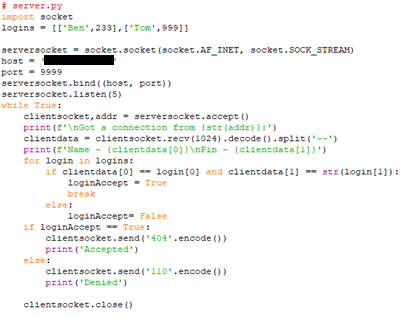 # server.py
import socket
logins = [['Ben',233],['Tom',999]]
serversocket = socket.socket(socket.AF_INET, socket.SOCK_STREAM)
host = '
port = 9999
serversocket.bind((host, port))
serversocket.listen(5)
while True:
    clientsocket,addr = serversocket.accept()
    print(f'\nGot a connection from {str(addr)}:')
    clientdata = clientsocket.recv(1024).decode().split('--')
    print(f'Name - {clientdata[0]}\nPin - {clientdata[1]}')
    for login in logins:
        if clientdata[0] == login[0] and clientdata[1] == str(login[1]):
            loginAccept = True
            break
        else:
            loginAccept= False
    if loginAccept == True:
        clientsocket.send('404'.encode())
        print('Accepted')
    else:
        clientsocket.send('110'.encode())
        print('Denied')
    clientsocket.close()